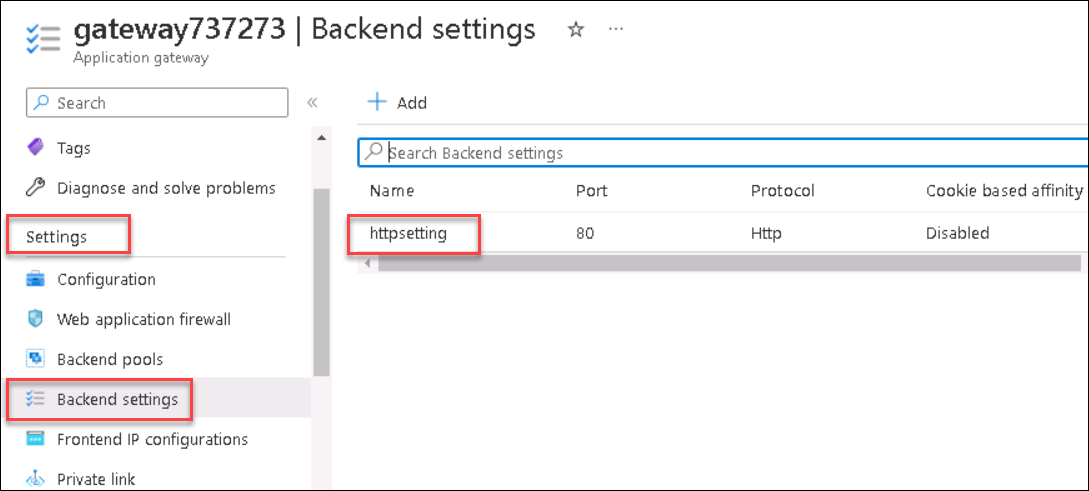 gateway737273 | Backend settings ☆ ...
Application gateway
Search «
Tags
Diagnose and solve problems
Settings
Configuration
Web application firewall
Backend pools
Backend settings
Frontend IP configurations
Private link
+ Add
Search Backend settings
Name Port Protocol Cookie based affinity
httpsetting 80 Http Disabled